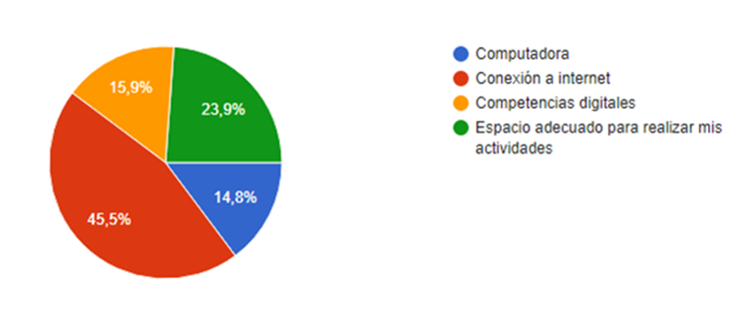 15,9%
23,9%
14,8%
45,5%
Computadora
Conexión a internet
Competencias digitales
Espacio adecuado para realizar mis
actividades